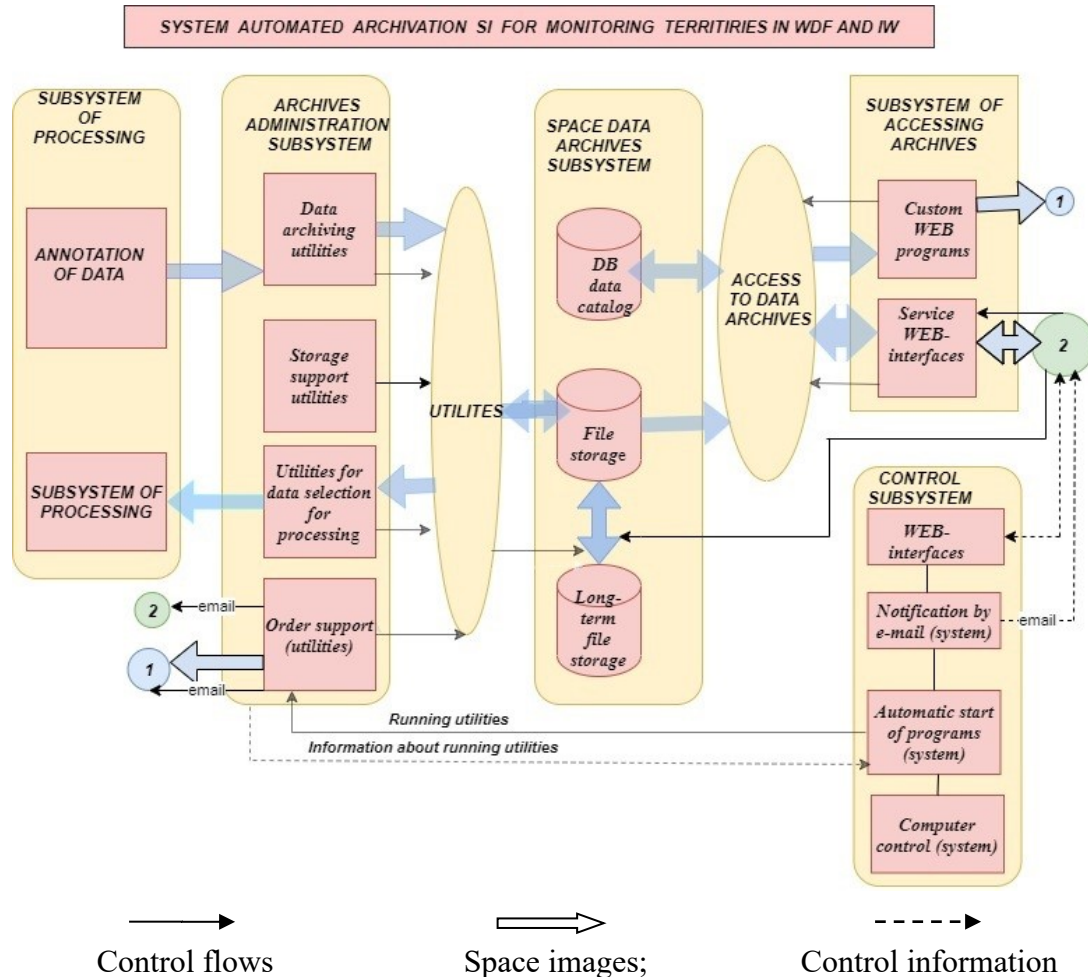 SYSTEM AUTOMATED ARCHIVATION SI FOR MONITORING TERRITIRIES IN WDF AND IW
SUBSYSTEM
OF
PROCESSING
ANNOTATION
OF DATA
SUBSYSTEM OF
PROCESSING
ARCHIVES
ADMINISTRATION
SUBSYSTEM
Data
archiving
utilities
Storage
support
utilities
Utilities for
data selection
for
processing
Order support
(utilities)
2
email
1
email
UTILITES
SPACE DATA
ARCHIVES
SUBSYSTEM
DB
data
catalog
File
storage
Long-
term file
storage
ACCESS
TO DATA
ARCHIVES
SUBSYSTEM OF
ACCESSING
ARCHIVES
Custom
WEB
programs
1
Service
WEB-
interfaces
2
CONTROL
SUBSYSTEM
WEB-
interfaces
Notification by
e-mail (system)
email
Automatic start
of programs
(system)
Computer
control (system)
Running utilities
Information about running utilities
Control flows
Space images;
Control information